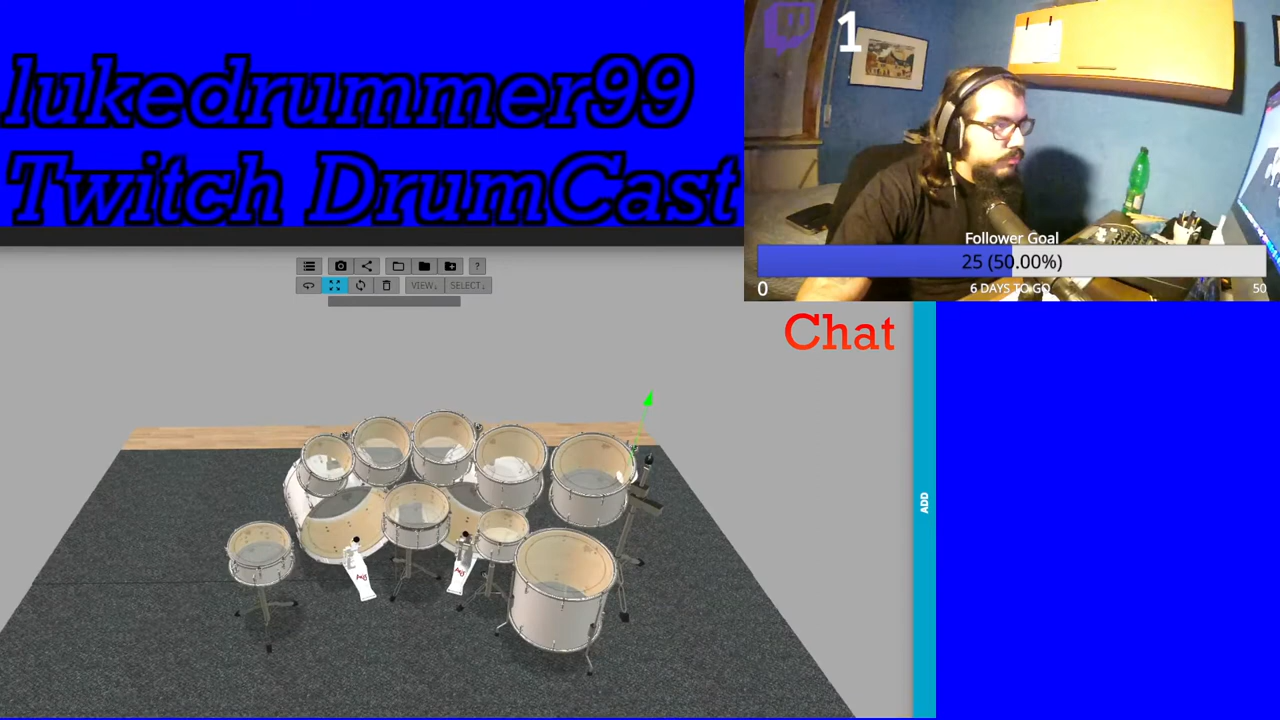 lukedrummer99
Twitch DrumCast
1
Follower Goal
25 (50.00%)
0
6 DAYS TO GO
50
?
VIEW↓
SELECT↓
Chat
ADD